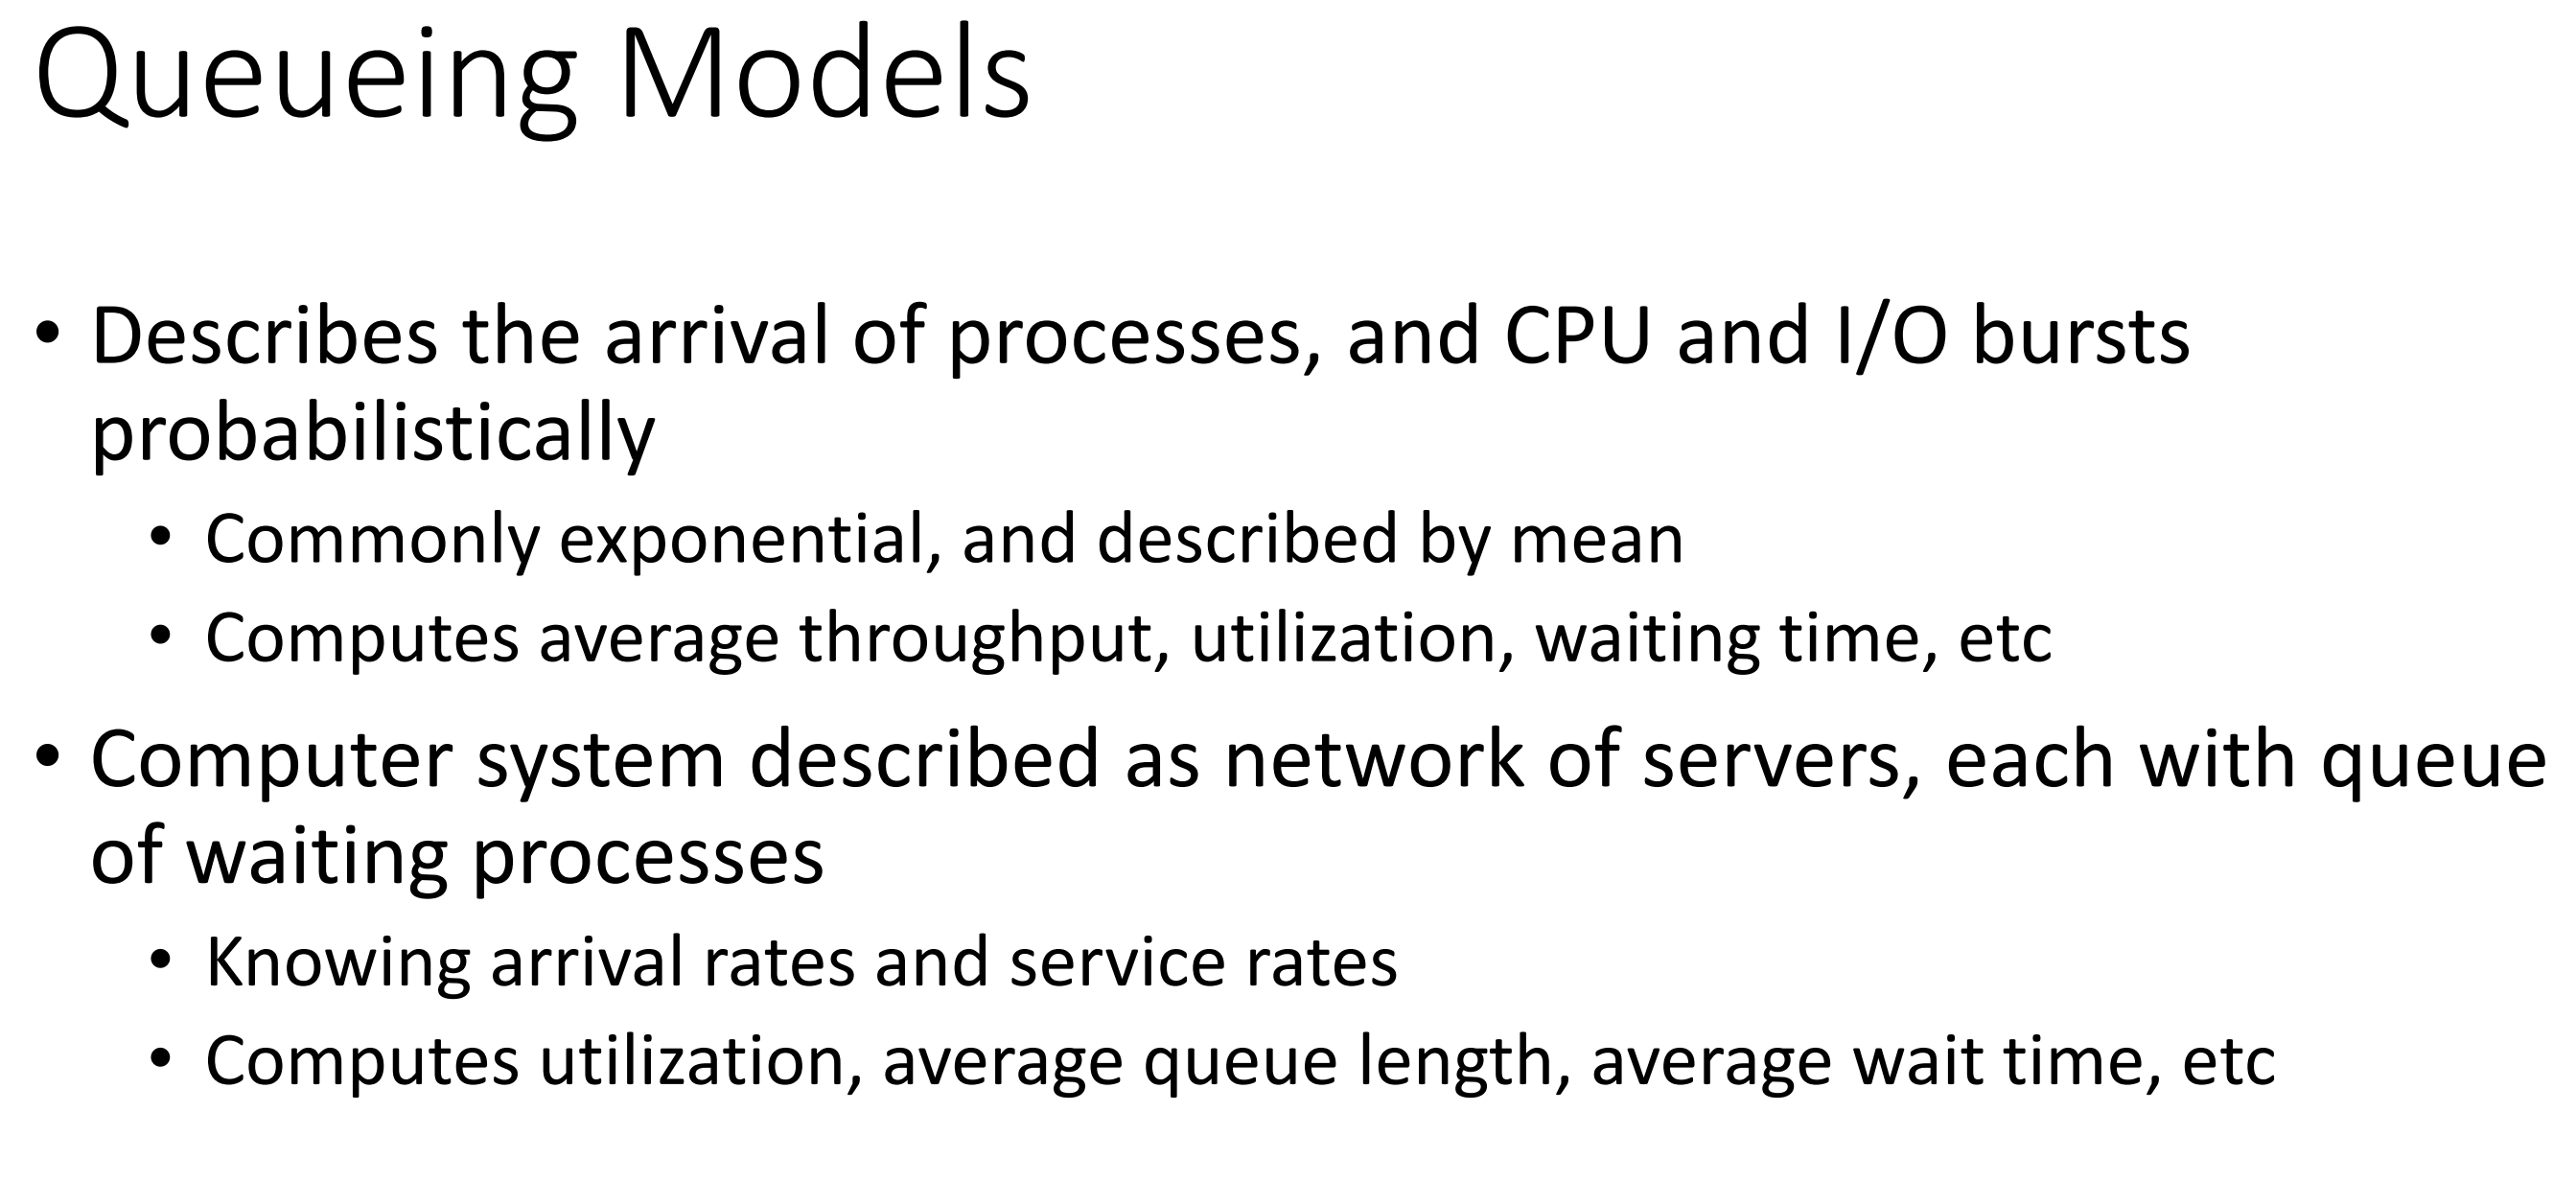 Queueing Models
• Describes the arrival of processes, and CPU and I/O bursts
probabilistically
• Commonly exponential, and described by mean
• Computes average throughput, utilization, waiting time, etc
• Computer system described as network of servers, each with queue
of waiting processes
• Knowing arrival rates and service rates
• Computes utilization, average queue length, average wait time, etc